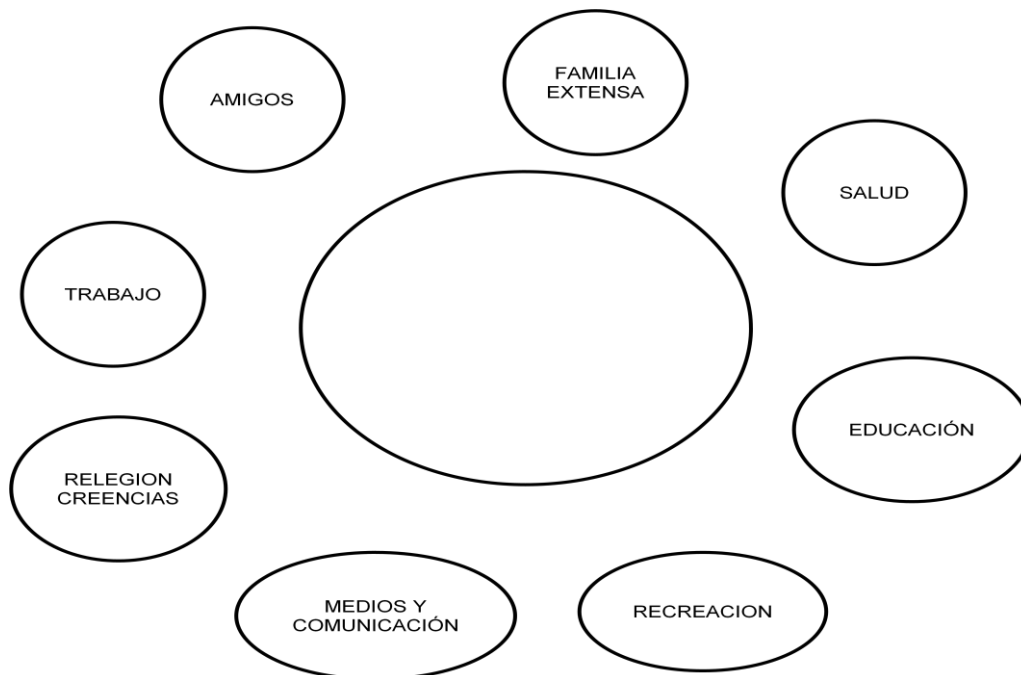 AMIGOS
FAMILIA
EXTENSA
SALUD
TRABAJO
EDUCACIÓN
RELEGION
CREENCIAS
MEDIOS Y
COMUNICACIÓN
RECREACION